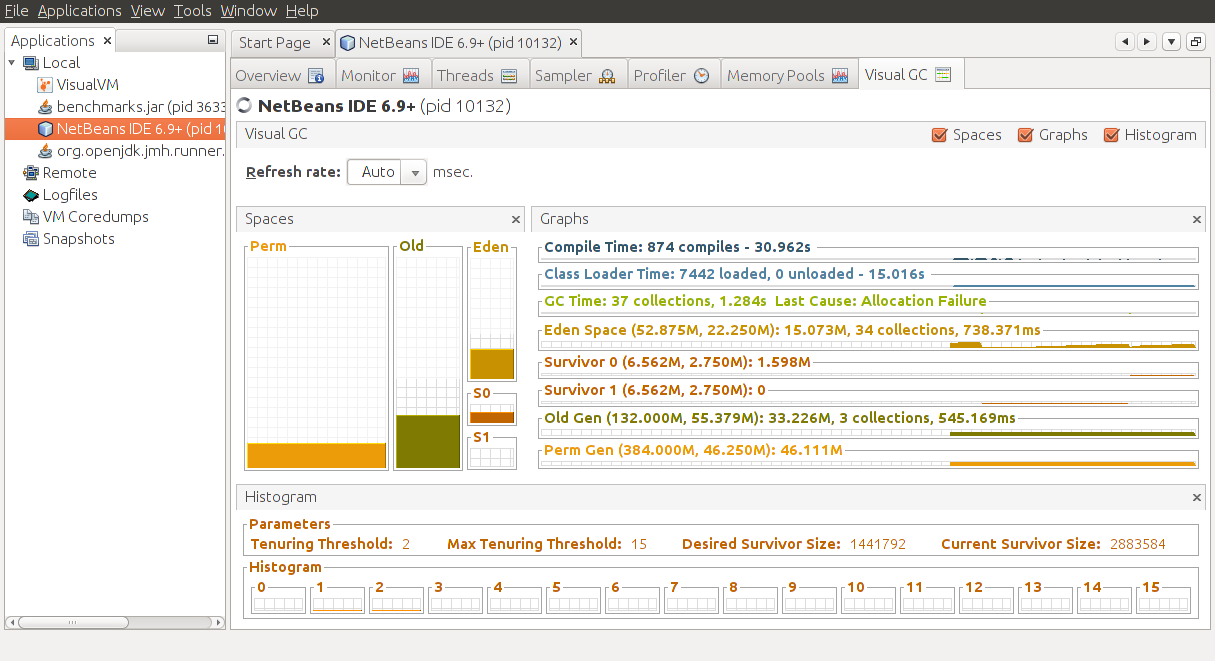 File Applications View Tools Window Help
Applications
Local
VisualVM
benchmarks.jar (pid 3633
NetBeans IDE 6.9+ (pid 10
org.openjdk.jmh.runner.
Remote
Logfiles
VM Coredumps
Snapshots
Start Page NetBeans IDE 6.9+ (pid 10132)
Overview Monitor Threads Sampler Profiler Memory Pools Visual GC
NetBeans IDE 6.9+ (pid 10132)
Visual GC Spaces Graphs Histogram
Refresh rate: Auto msec.
Spaces
Perm Old Eden
S0
S1
Graphs
Compile Time: 874 compiles - 30.962s
Class Loader Time: 7442 loaded, 0 unloaded - 15.016s
GC Time: 37 collections, 1.284s Last Cause: Allocation Failure
Eden Space (52.875M, 22.250M): 15.073M, 34 collections, 738.371ms
Survivor 0 (6.562M, 2.750M): 1.598M
Survivor 1 (6.562M, 2.750M): 0
Old Gen (132.000M, 55.379M): 33.226M, 3 collections, 545.169ms
Perm Gen (384.000M, 46.250M): 46.111M
Histogram
Parameters
Tenuring Threshold: 2 Max Tenuring Threshold: 15 Desired Survivor Size: 1441792 Current Survivor Size: 2883584
Histogram
0 1 2 3 4 5 6 7 8 9 10 11 12 13 14 15